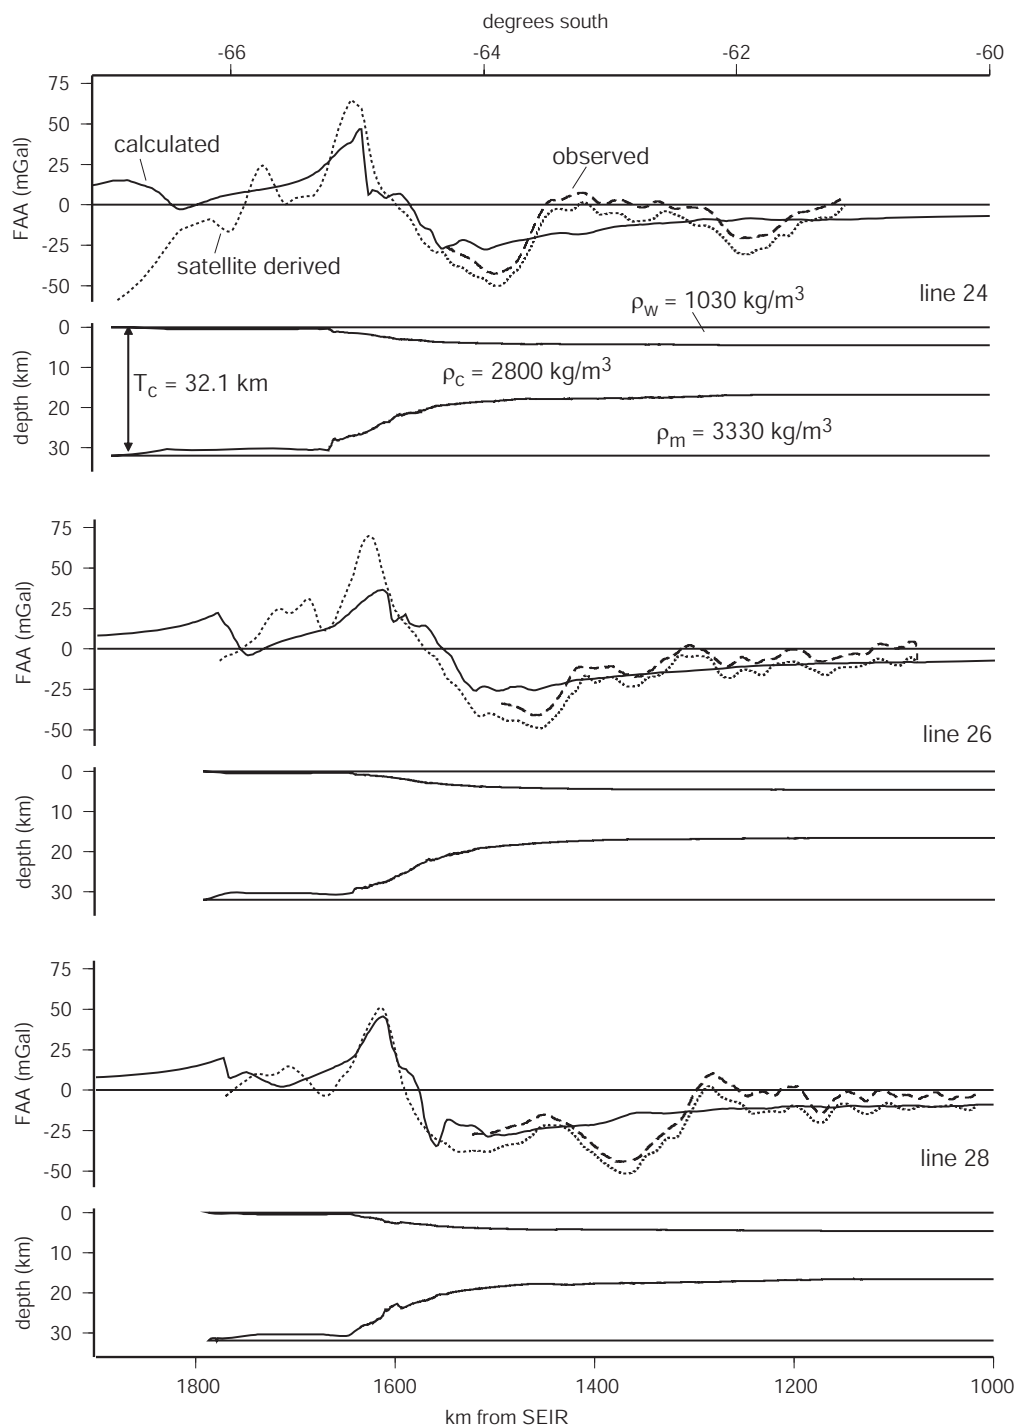 degrees south
-66
-64
-62
-60
75
50
25
0
-25
-50
FAA (mGal)
calculated
observed
satellite derived
line 24
ρw = 1030 kg/m3
0
10
20
30
depth (km)
Tc = 32.1 km
ρc = 2800 kg/m3
ρm = 3330 kg/m3
75
50
25
0
-25
-50
FAA (mGal)
line 26
0
10
20
30
depth (km)
75
50
25
0
-25
-50
FAA (mGal)
line 28
0
10
20
30
depth (km)
1800
1600
1400
1200
1000
km from SEIR